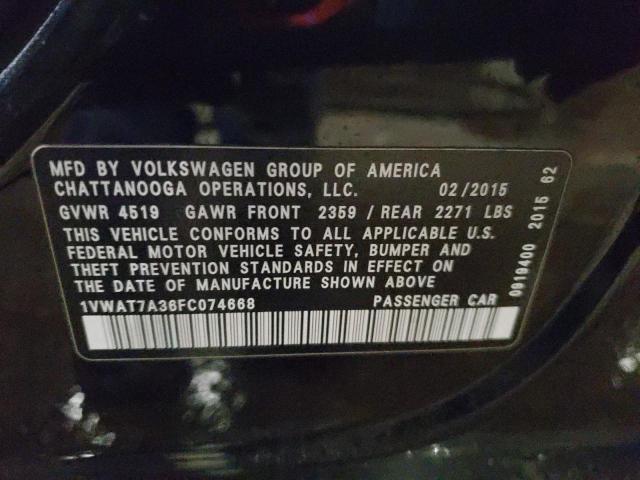 MFD BY VOLKSWAGEN GROUP OF AMERICA
CHATTANOOGA OPERATIONS, LLC. 02/2015
GVWR 4519 GAWR FRONT 2359 / REAR 2271 LBS
THIS VEHICLE CONFORMS TO ALL APPLICABLE U.S.
FEDERAL MOTOR VEHICLE SAFETY, BUMPER AND
THEFT PREVENTION STANDARDS IN EFFECT ON
THE DATE OF MANUFACTURE SHOWN ABOVE
1VWAT7A36FC074668 PASSENGER CAR
0919400 2015 62